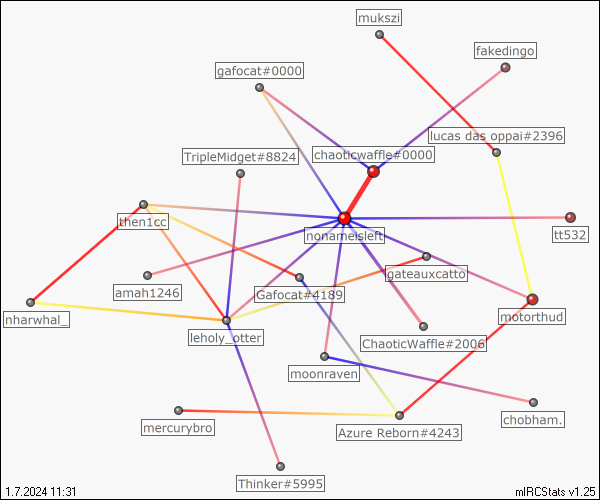 mukszi
fakedingo
gafocat#0000
lucas das oppai#2396
TripleMidget#8824
chaoticwaffle#0000
then1cc
nonameisleft
tt532
gateauxcatto
amah1246
Gafocat#4189
nharwhal_
motorthud
leholy_otter
ChaoticWaffle#2006
moonraven
chobham.
mercurybro
Azure Reborn#4243
Thinker#5995
1.7.2024 11:31
mIRCStats v1.25